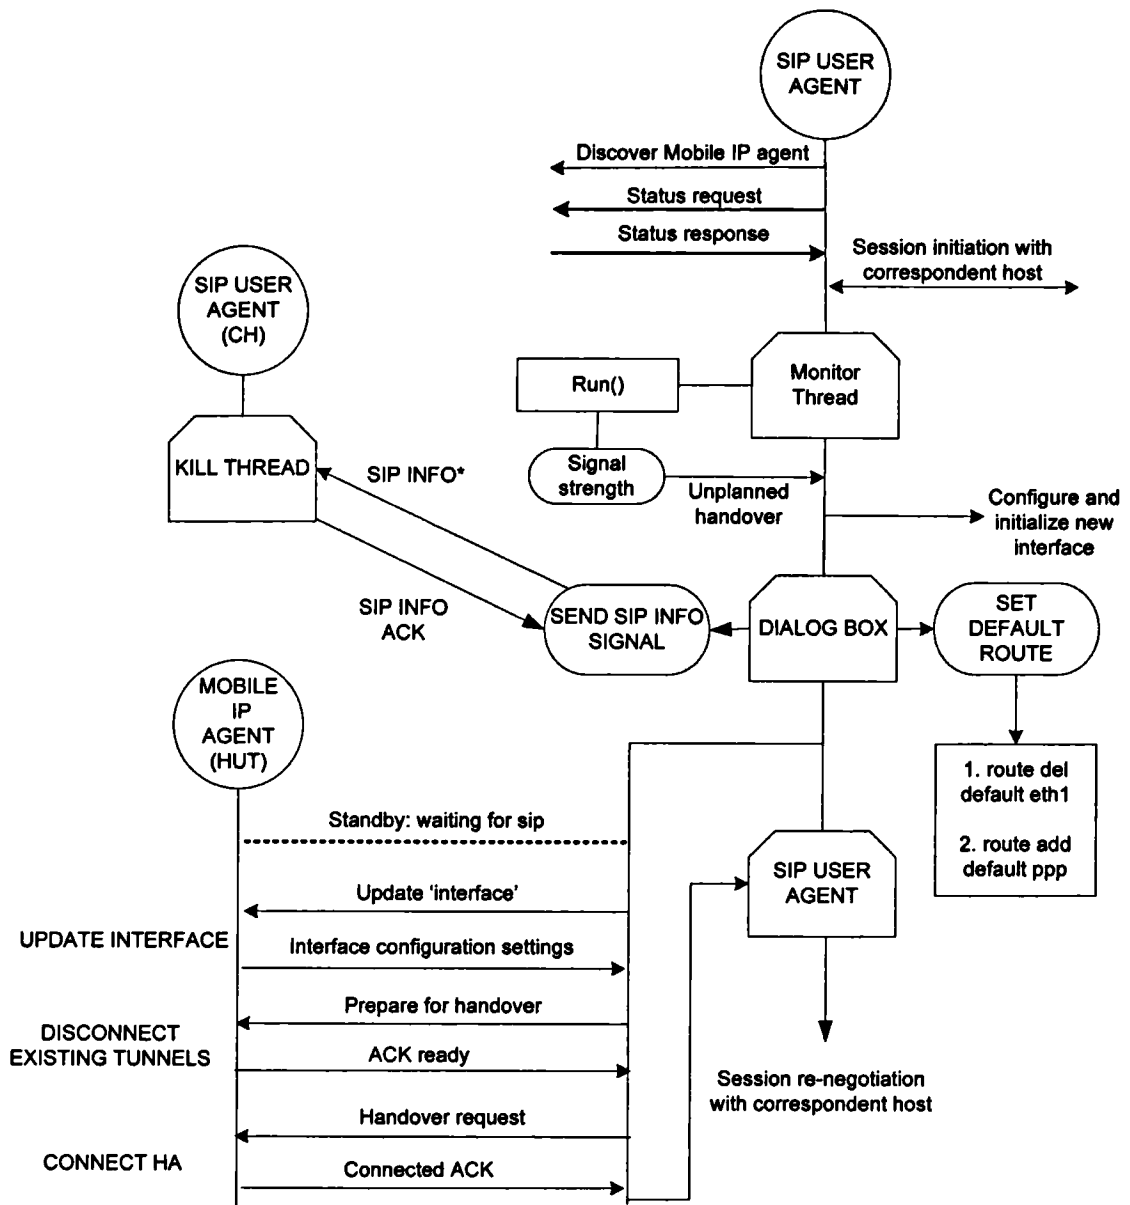 SIP USER
AGENT
Discover Mobile IP agent
Status request
Status response
Session initiation with
correspondent host
SIP USER
AGENT
(CH)
Monitor
Thread
Run()
KILL THREAD
SIP INFO*
Signal
strength
Unplanned
handover
Configure and
initialize new
interface
SIP INFO
ACK
SEND SIP INFO
SIGNAL
DIALOG BOX
SET
DEFAULT
ROUTE
MOBILE
IP
AGENT
(HUT)
1. route del
default eth1
2. route add
default ppp
Standby: waiting for sip
SIP USER
AGENT
Update ‘interface’
UPDATE INTERFACE
Interface configuration settings
Prepare for handover
DISCONNECT
EXISTING TUNNELS
ACK ready
Session re-negotiation
with correspondent host
Handover request
CONNECT HA
Connected ACK